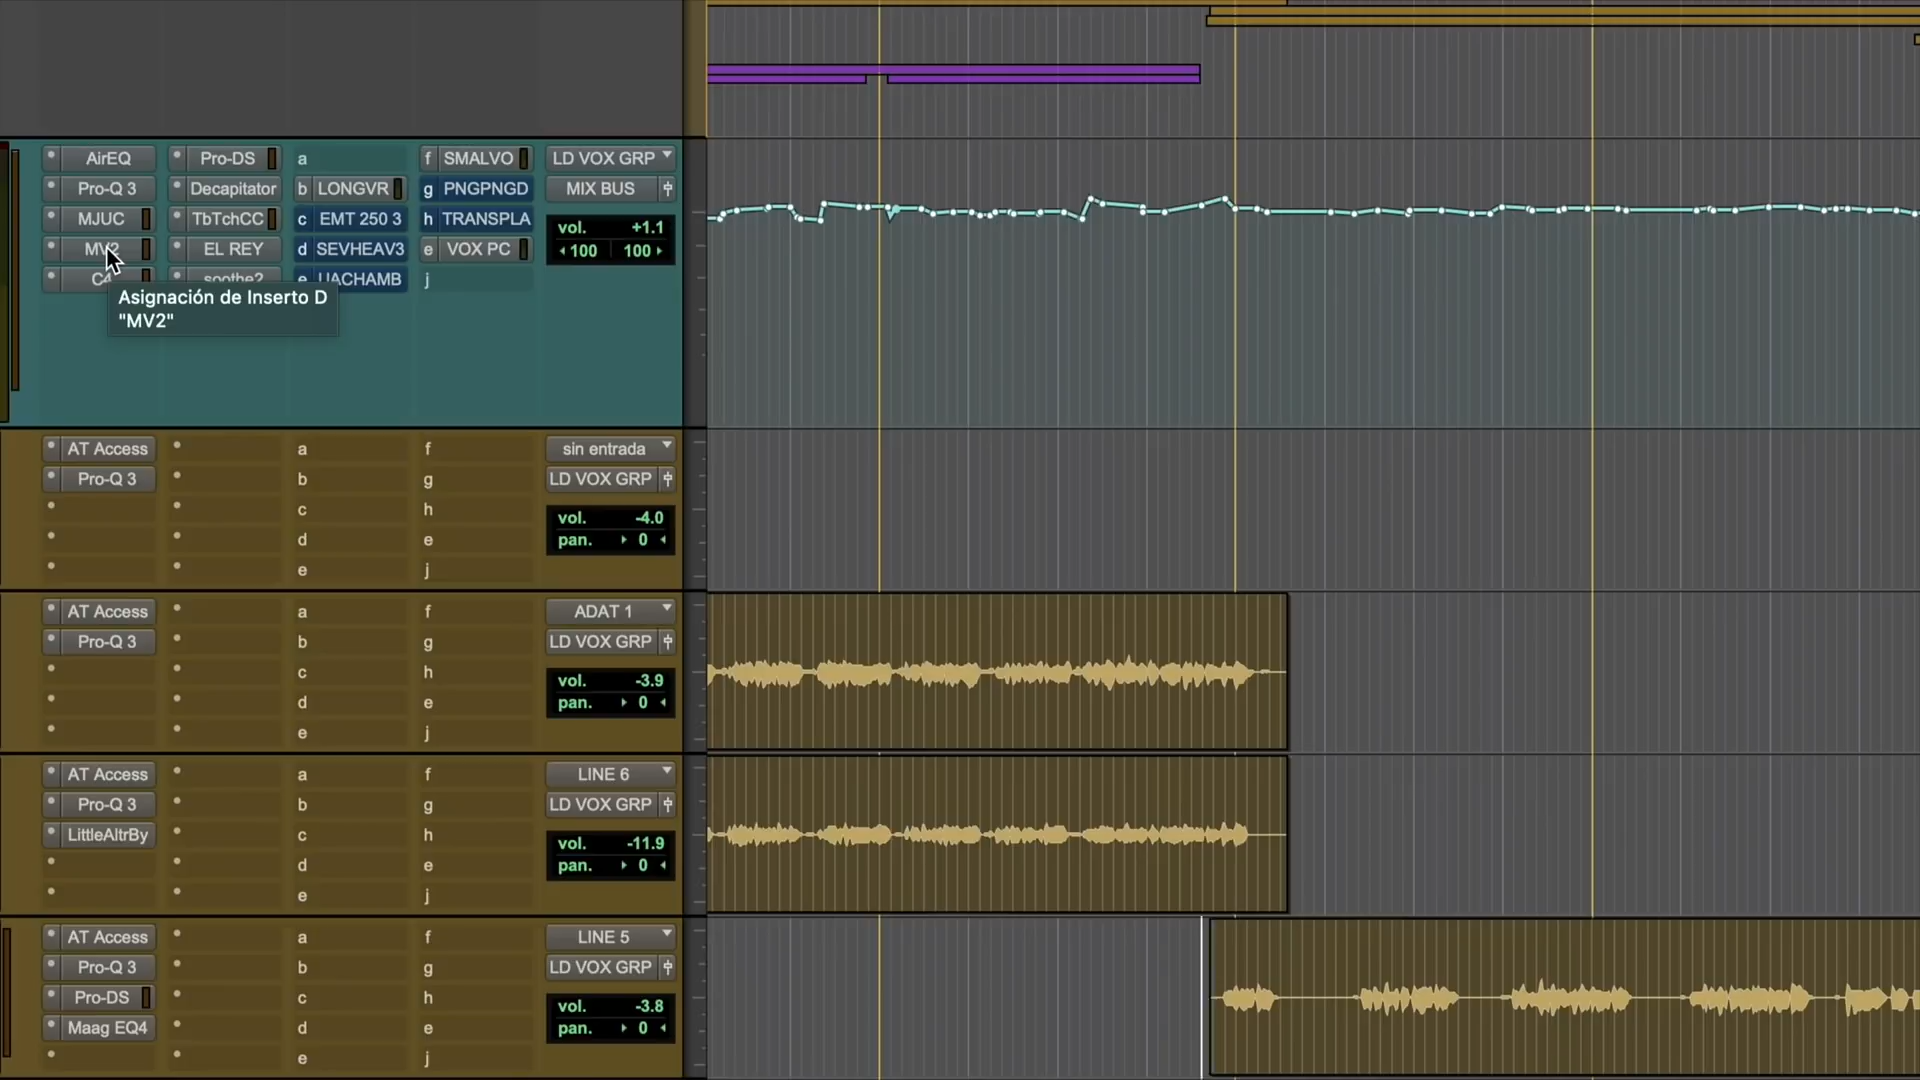 AirEQ Pro-DS a f SMALVO LD VOX GRP
Pro-Q 3 Decapitator b LONGVR g PNGPNGD MIX BUS
MJUC TbTchCC c EMT 250 3 h TRANSPLA vol. +1.1
MV2 EL REY d SEVHEAV3 e VOX PC 100 100
C4 soothe2 e UACHAMB j
Asignación de Inserto D
"MV2"
AT Access a f sin entrada
Pro-Q 3 b g LD VOX GRP
c h vol. -4.0
d e pan. 0
e j
AT Access a f ADAT 1
Pro-Q 3 b g LD VOX GRP
c h vol. -3.9
d e pan. 0
e j
AT Access a f LINE 6
Pro-Q 3 b g LD VOX GRP
LittleAltrBy c h vol. -11.9
d e pan. 0
e j
AT Access a f LINE 5
Pro-Q 3 b g LD VOX GRP
Pro-DS c h vol. -3.8
Maag EQ4 d e pan. 0
e j